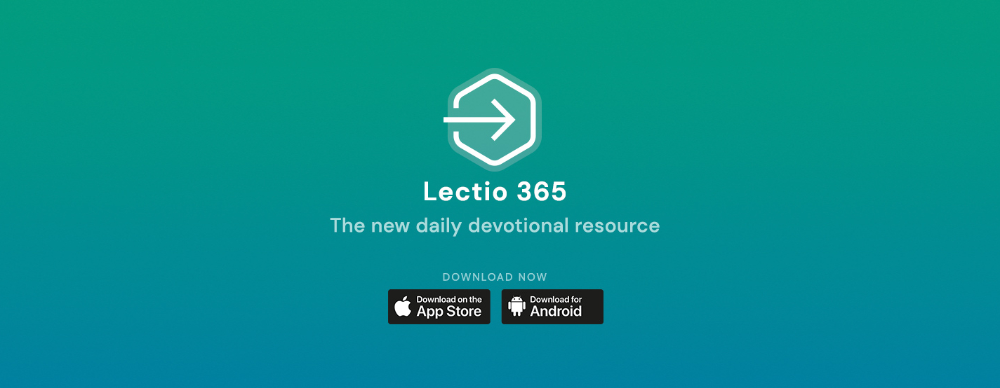 Lectio 365
The new daily devotional resource
DOWNLOAD NOW
Download on the
App Store
Download for
Android